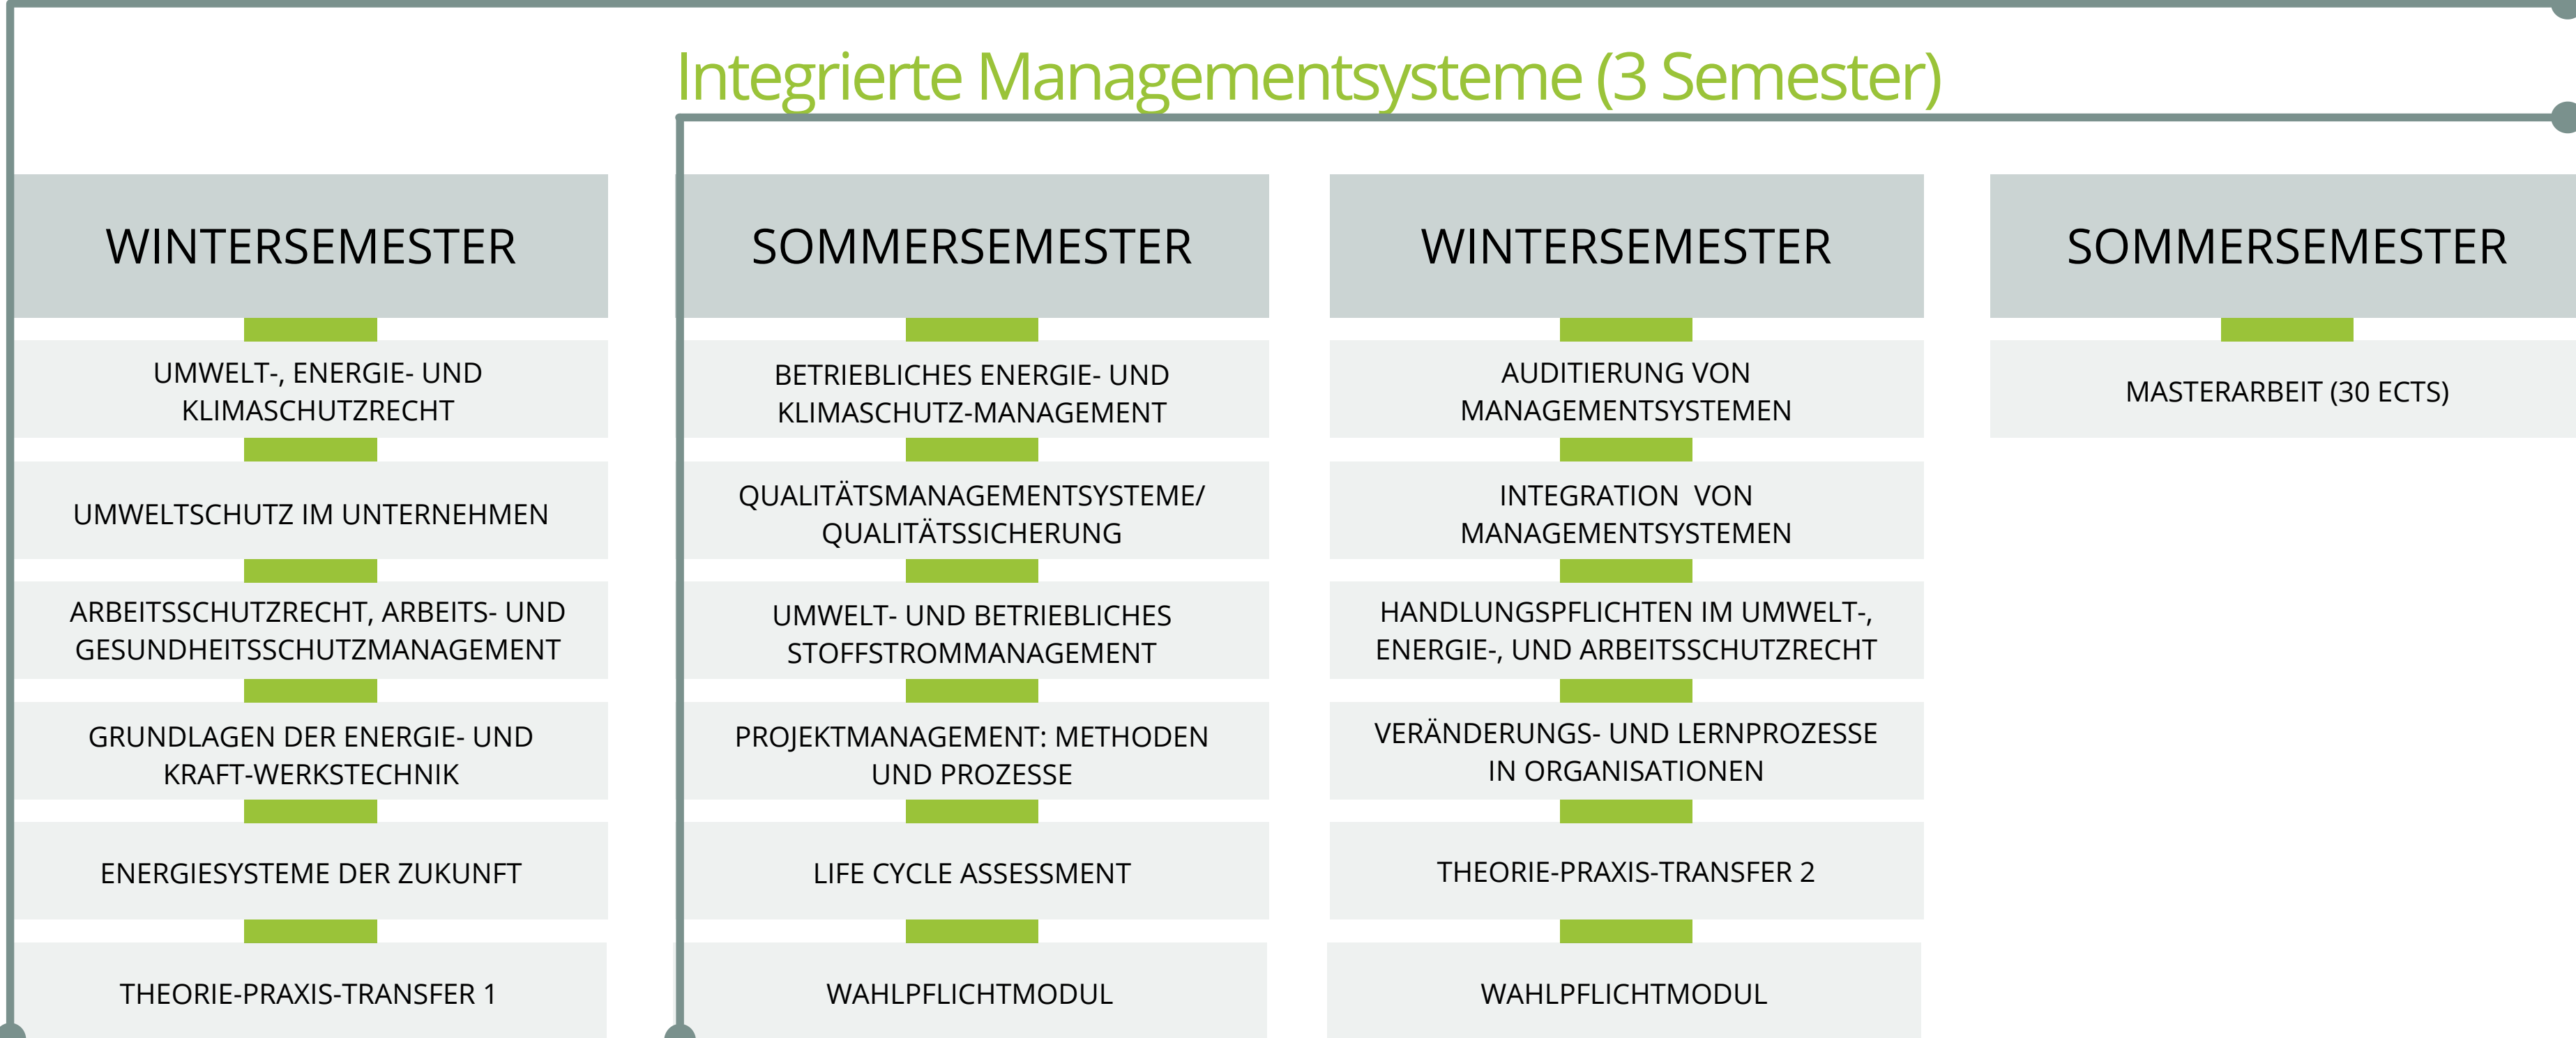 Integrierte Managementsysteme (3 Semester)
WINTERSEMESTER
UMWELT-, ENERGIE- UND
KLIMASCHUTZRECHT
UMWELTSCHUTZ IM UNTERNEHMEN
ARBEITSSCHUTZRECHT, ARBEITS- UND
GESUNDHEITSSCHUTZMANAGEMENT
GRUNDLAGEN DER ENERGIE- UND
KRAFT-WERKSTECHNIK
ENERGIESYSTEME DER ZUKUNFT
THEORIE-PRAXIS-TRANSFER 1
SOMMERSEMESTER
BETRIEBLICHES ENERGIE- UND
KLIMASCHUTZ-MANAGEMENT
QUALITÄTSMANAGEMENTSYSTEME/
QUALITÄTSSICHERUNG
UMWELT- UND BETRIEBLICHES
STOFFSTROMMANAGEMENT
PROJEKTMANAGEMENT: METHODEN
UND PROZESSE
LIFE CYCLE ASSESSMENT
WAHLPFLICHTMODUL
WINTERSEMESTER
AUDITIERUNG VON
MANAGEMENTSYSTEMEN
INTEGRATION  VON
MANAGEMENTSYSTEMEN
HANDLUNGSPFLICHTEN IM UMWELT-,
ENERGIE-, UND ARBEITSSCHUTZRECHT
VERÄNDERUNGS- UND LERNPROZESSE
IN ORGANISATIONEN
THEORIE-PRAXIS-TRANSFER 2
WAHLPFLICHTMODUL
SOMMERSEMESTER
MASTERARBEIT (30 ECTS)